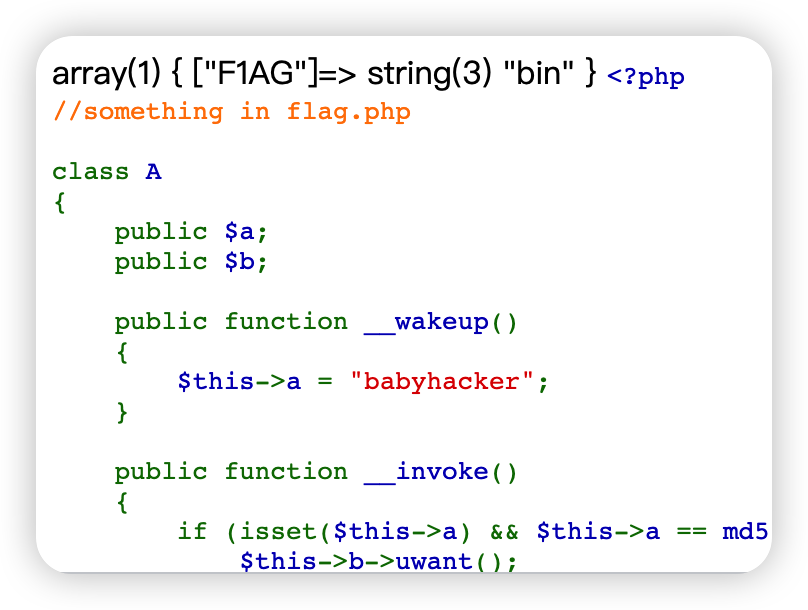 array(1) { ["F1AG"]=> string(3) "bin" } <?php
//something in flag.php
class A
{
public $a;
public $b;
public function __wakeup()
{
$this->a = "babyhacker";
}
public function __invoke()
{
if (isset($this->a) && $this->a == md5
$this->b->uwant();